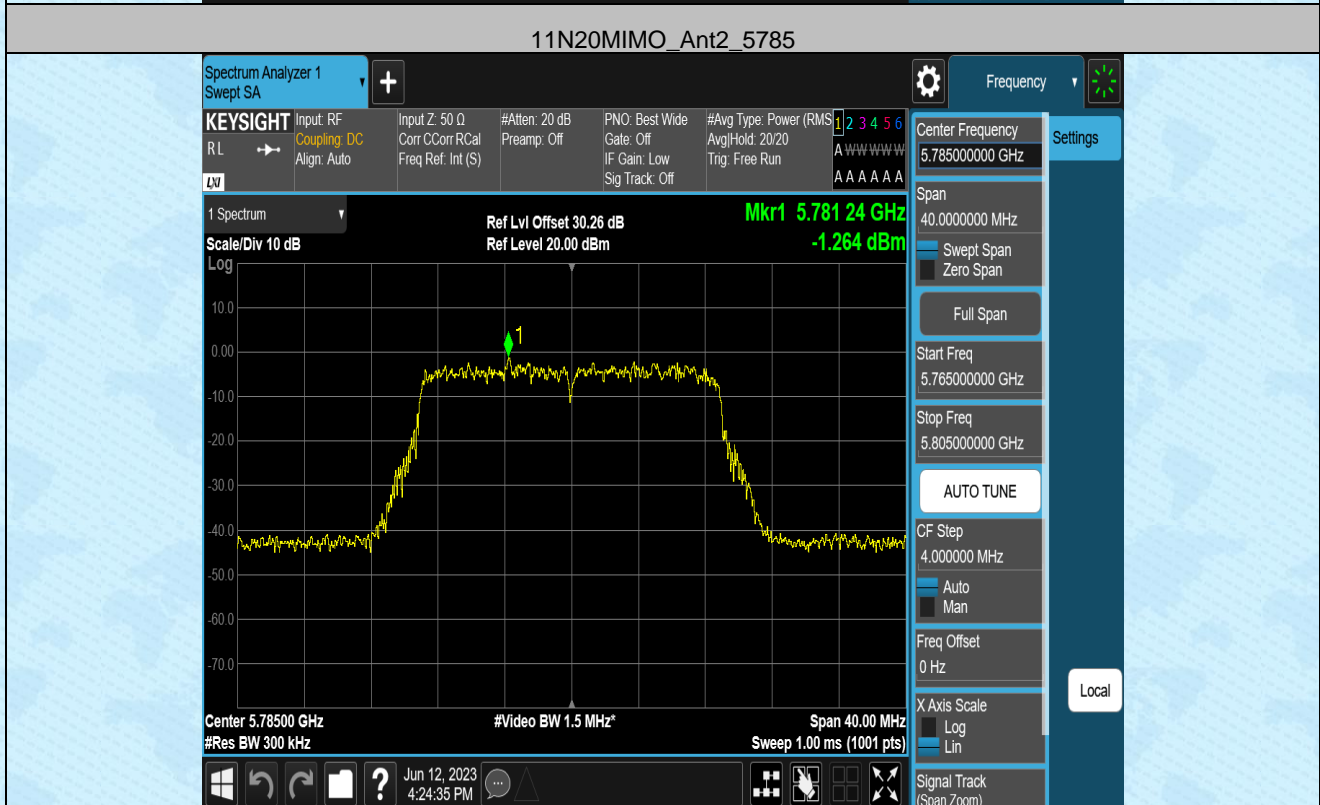 11N20MIMO_Ant2_5785
Spectrum Analyzer 1
Swept SA
+
Frequency
KEYSIGHT
RL
LXI
Input: RF
Coupling: DC
Align: Auto
Input Z: 50 Ω
Corr CCorr RCal
Freq Ref: Int (S)
#Atten: 20 dB
Preamp: Off
PNO: Best Wide
Gate: Off
IF Gain: Low
Sig Track: Off
#Avg Type: Power (RMS
Avg|Hold: 20/20
Trig: Free Run
1 2 3 4 5 6
A W W W W W
A A A A A A
1 Spectrum
Scale/Div 10 dB
Ref Lvl Offset 30.26 dB
Ref Level 20.00 dBm
Mkr1 5.781 24 GHz
-1.264 dBm
Log
10.0
0.00
-10.0
-20.0
-30.0
-40.0
-50.0
-60.0
-70.0
1
Center 5.78500 GHz
#Res BW 300 kHz
#Video BW 1.5 MHz*
Span 40.00 MHz
Sweep 1.00 ms (1001 pts)
Center Frequency
5.785000000 GHz
Settings
Span
40.0000000 MHz
Swept Span
Zero Span
Full Span
Start Freq
5.765000000 GHz
Stop Freq
5.805000000 GHz
AUTO TUNE
CF Step
4.000000 MHz
Auto
Man
Freq Offset
0 Hz
X Axis Scale
Log
Lin
Local
Signal Track
(Span Zoom)
?
Jun 12, 2023
4:24:35 PM